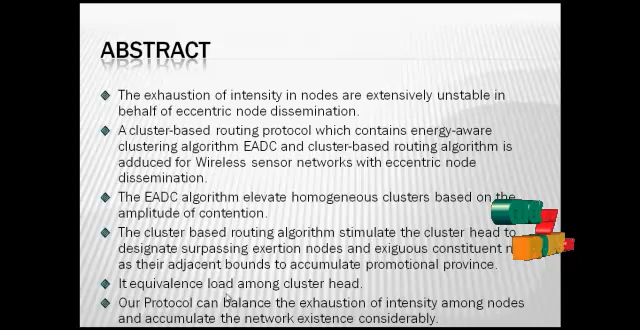 ABSTRACT
The exhaustion of intensity in nodes are extensively unstable in
behalf of eccentric node dissemination.
A cluster-based routing protocol which contains energy-aware
clustering algorithm EADC and cluster-based routing algorithm is
adduced for Wireless sensor networks with eccentric node
dissemination.
The EADC algorithm elevate homogeneous clusters based on the
amplitude of contention.
The cluster based routing algorithm stimulate the cluster head to
designate surpassing exertion nodes and exiguous constituent
as their adjacent bounds to accumulate promotional province.
It equivalence load among cluster head.
Our Protocol can balance the exhaustion of intensity among nodes
and accumulate the network existence considerably.